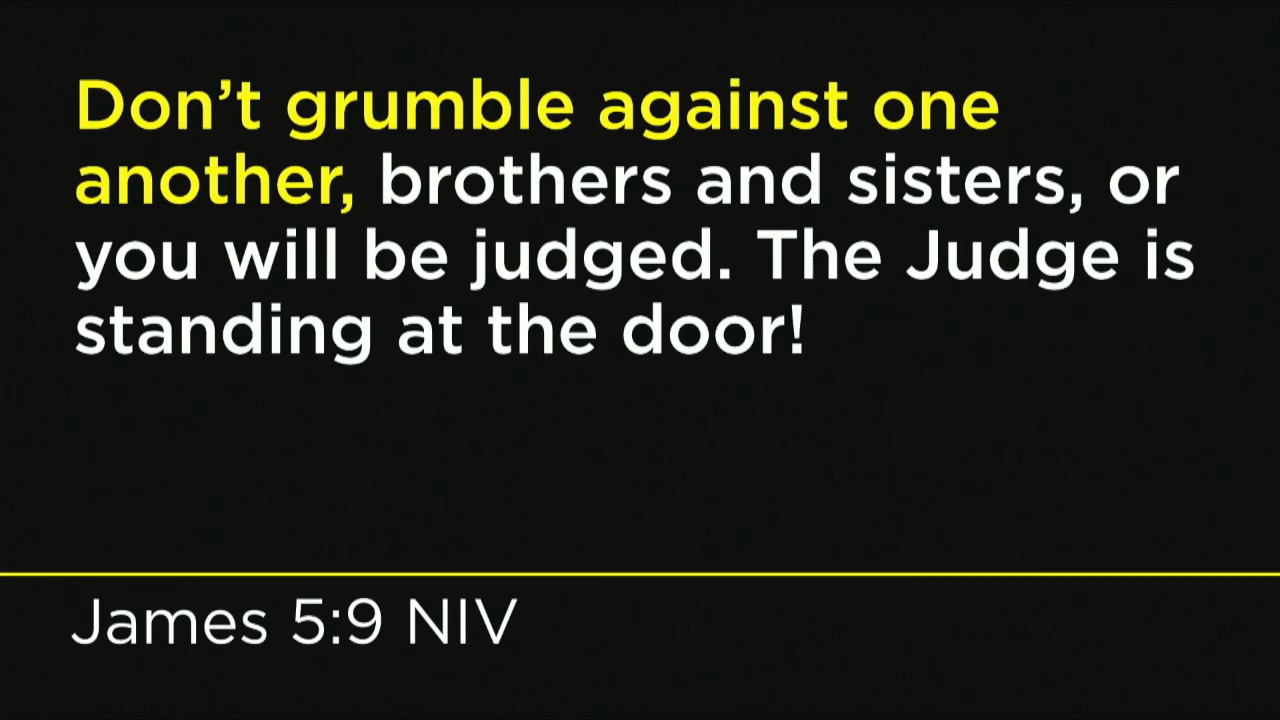 Don’t grumble against one
another, brothers and sisters, or
you will be judged. The Judge is
standing at the door!
James 5:9 NIV